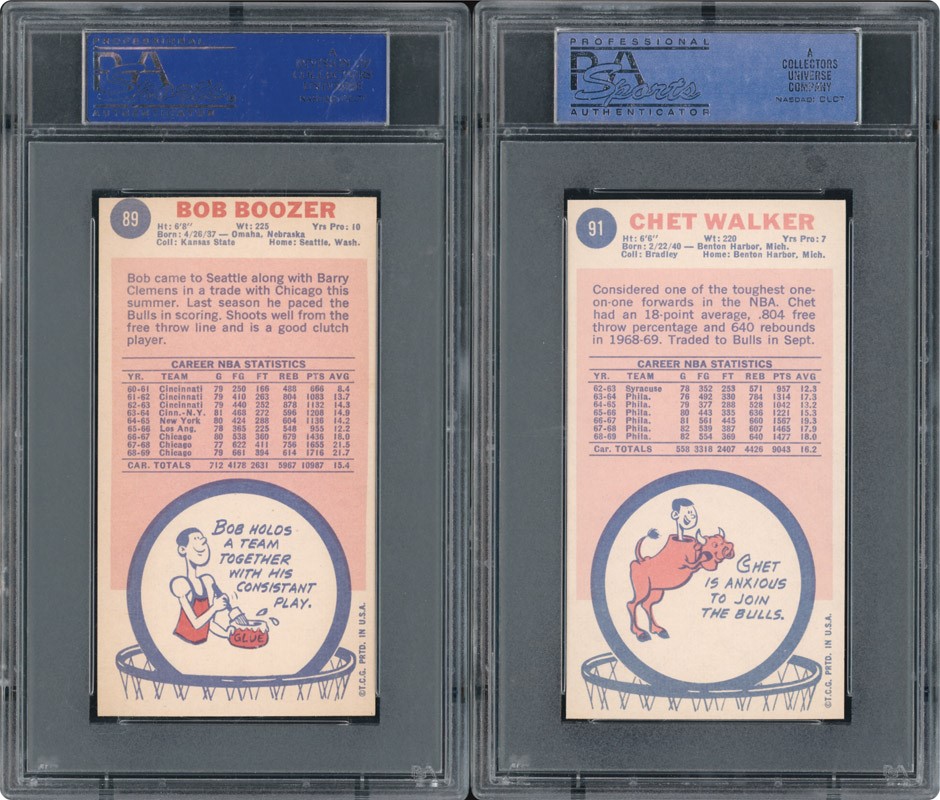 PROFESSIONAL
PSA
Sports
AUTHENTICATOR
89
BOB BOOZER
Ht: 6'8" Wt: 225 Yrs Pro: 10
Born: 4/26/37 — Omaha, Nebraska
Coll: Kansas State Home: Seattle, Wash.
Bob came to Seattle along with Barry
Clemens in a trade with Chicago this
summer. Last season he paced the
Bulls in scoring. Shoots well from the
free throw line and is a good clutch
player.
CAREER NBA STATISTICS
YR. TEAM G FG FT REB PTS AVG
60-61 Cincinnati 79 250 166 488 666 8.4
61-62 Cincinnati 79 410 263 804 1083 13.7
62-63 Cincinnati 79 440 252 878 1132 14.3
63-64 Cinn.-N.Y. 81 468 272 596 1208 14.9
64-65 New York 80 424 288 604 1136 14.2
65-66 Los Ang. 78 365 225 548 955 12.2
66-67 Chicago 80 538 360 679 1436 18.0
67-68 Chicago 77 622 411 756 1655 21.5
68-69 Chicago 79 661 394 614 1716 21.7
CAR. TOTALS 712 4178 2631 5967 10987 15.4
BOB HOLDS
A TEAM
TOGETHER
WITH HIS
CONSISTANT
PLAY.
GLUE
©T.C.G. PRTD. IN U.S.A.
PROFESSIONAL
PSA
Sports
AUTHENTICATOR
A
COLLECTORS
UNIVERSE
COMPANY
NASDAQ: CLCT
91
CHET WALKER
Ht: 6'6" Wt: 220 Yrs Pro: 7
Born: 2/22/40 — Benton Harbor, Mich.
Coll: Bradley Home: Benton Harbor, Mich.
Considered one of the toughest one-
on-one forwards in the NBA. Chet
had an 18-point average, .804 free
throw percentage and 640 rebounds
in 1968-69. Traded to Bulls in Sept.
CAREER NBA STATISTICS
YR. TEAM G FG FT REB PTS AVG
62-63 Syracuse 78 352 253 571 957 12.3
63-64 Phila. 76 492 330 784 1314 17.3
64-65 Phila. 79 377 288 528 1042 13.2
65-66 Phila. 80 443 335 636 1221 15.3
66-67 Phila. 81 561 445 660 1567 19.3
67-68 Phila. 82 539 387 607 1465 17.9
68-69 Phila. 82 554 369 640 1477 18.0
Car. TOTALS 558 3318 2407 4426 9043 16.2
CHET
IS ANXIOUS
TO JOIN
THE BULLS.
©T.C.G. PRTD. IN U.S.A.